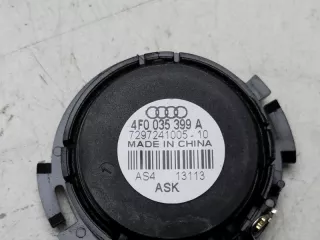 4F0 035 399 A
7297241005-10
MADE IN CHINA
AS4 13113
ASK